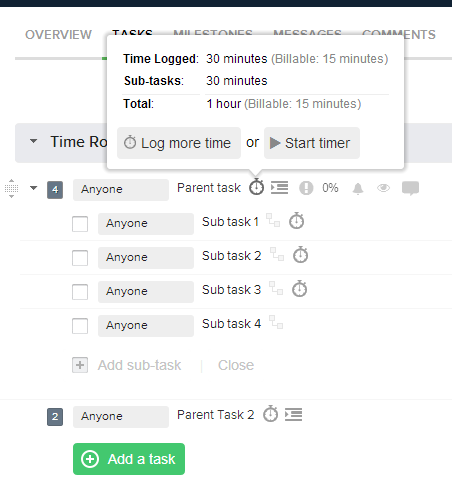 OVERVIEW TASKS MILESTONES MESSAGES COMMENTS
Time Logged: 30 minutes (Billable: 15 minutes)
Sub-tasks: 30 minutes
Total: 1 hour (Billable: 15 minutes)
Log more time or Start timer
Time Ro
4 Anyone Parent task 0%
Anyone Sub task 1
Anyone Sub task 2
Anyone Sub task 3
Anyone Sub task 4
Add sub-task | Close
2 Anyone Parent Task 2
Add a task